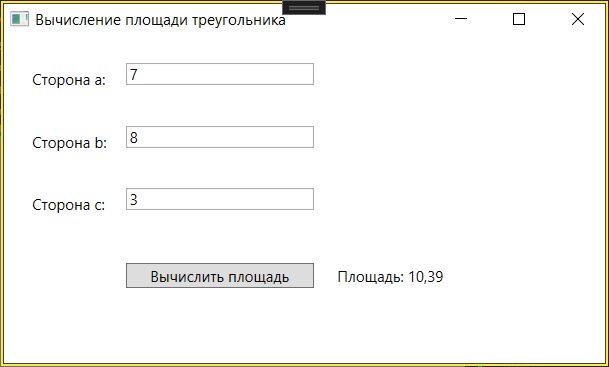 Вычисление площади треугольника
Сторона a: 7
Сторона b: 8
Сторона c: 3
Вычислить площадь Площадь: 10,39